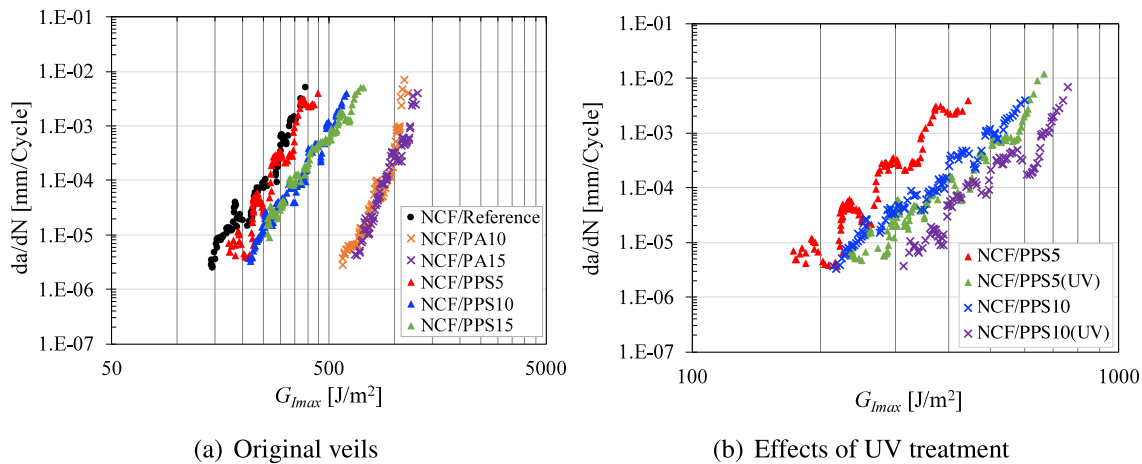 1.E-01
1.E-02
1.E-03
1.E-04
1.E-05
1.E-06
1.E-07
da/dN [mm/Cycle]
50
500
5000
G_Imax [J/m²]
NCF/Reference
NCF/PA10
NCF/PA15
NCF/PPS5
NCF/PPS10
NCF/PPS15
(a) Original veils
1.E-01
1.E-02
1.E-03
1.E-04
1.E-05
1.E-06
1.E-07
da/dN [mm/Cycle]
100
1000
G_Imax [J/m²]
NCF/PPS5
NCF/PPS5(UV)
NCF/PPS10
NCF/PPS10(UV)
(b) Effects of UV treatment